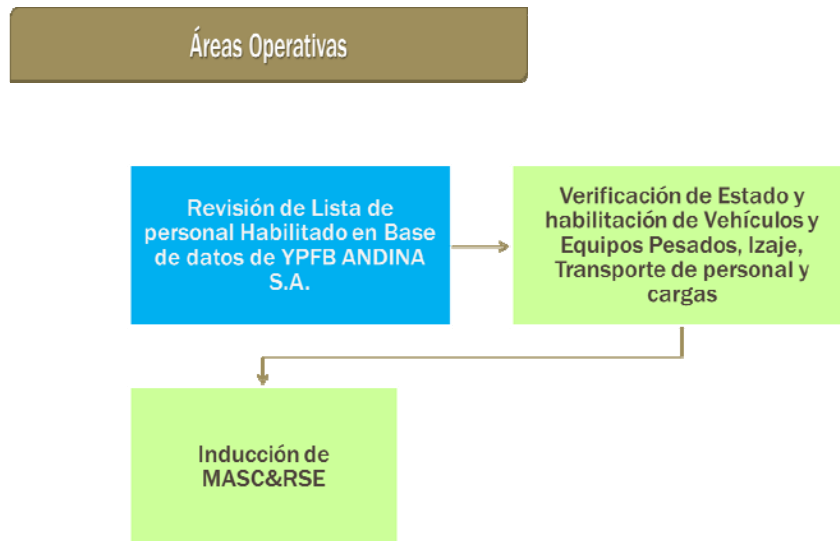 Áreas Operativas
Revisión de Lista de
personal Habilitado en Base
de datos de YPFB ANDINA
S.A.
Verificación de Estado y
habilitación de Vehículos y
Equipos Pesados, Izaje,
Transporte de personal y
cargas
Inducción de
MASC&RSE